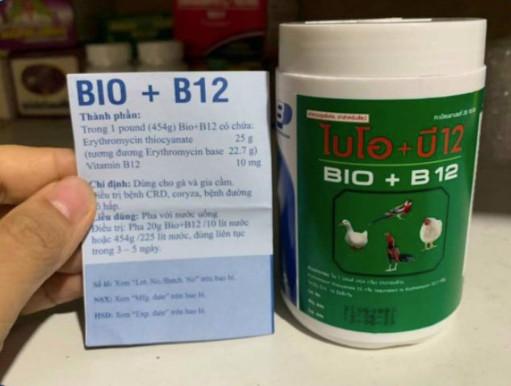 BIO + B12
Thành phần:
Trong 1 pound (454g) Bio+B12 có chứa:
Erythromycin thiocyanate 25 g
(tương đương Erythromycin base 22.7 g)
Vitamin B12 10 mg
Chỉ định: Dùng cho gà và gia cầm.
Điều trị bệnh CRD, coryza, bệnh đường
hô hấp.
Liều dùng: Pha với nước uống
Điều trị: Pha 20g Bio+B12 /10 lít nước
hoặc 454g /225 lít nước, dùng liên tục
trong 3 – 5 ngày.
Số lô: Xem "Lot. No./Batch. No" trên bao bì.
NSX: Xem "Mfg. date" trên bao bì.
HSD: Xem "Exp. date" trên bao bì.
ไบโอ+บี 12
BIO + B 12